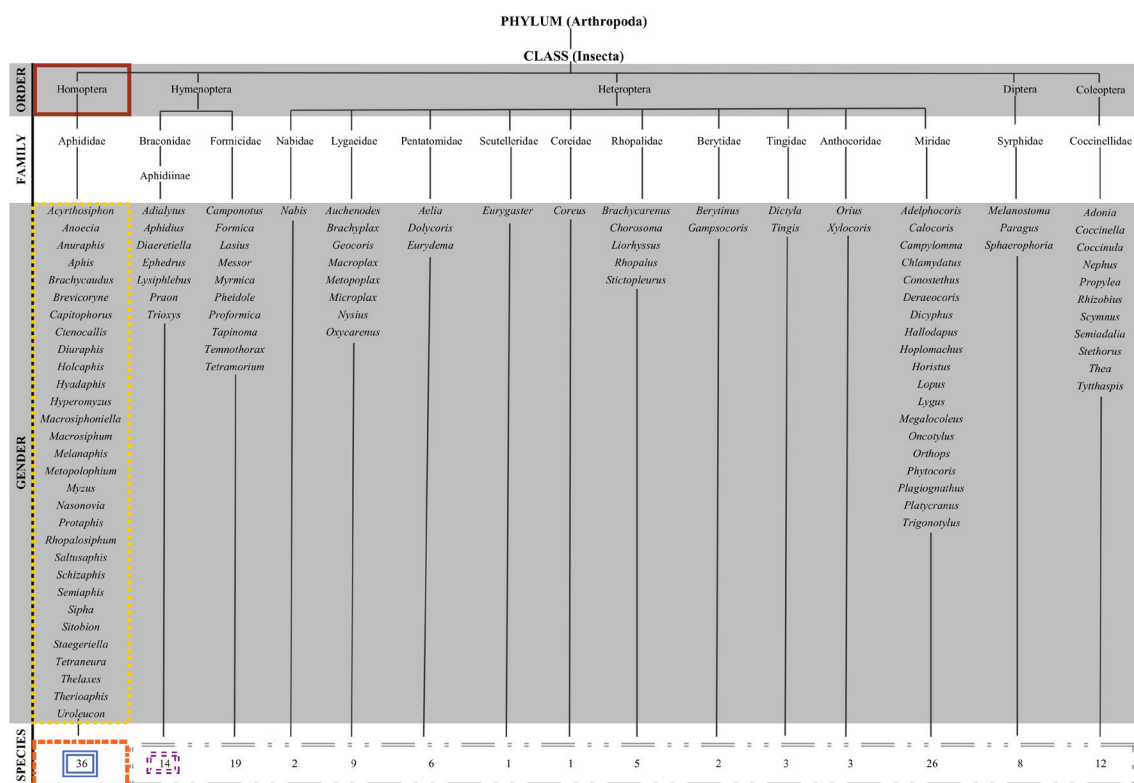 PHYLUM (Arthropoda)
CLASS (Insecta)
ORDER
Homoptera Hymenoptera Heteroptera Diptera Coleoptera
FAMILY
Aphididae Braconidae Formicidae Nabidae Lygaeidae Pentatomidae Scutelleridae Coreidae Rhopalidae Berytidae Tingidae Anthocoridae Miridae Syrphidae Coccinellidae
Aphidiinae
GENDER
Acyrthosiphon Adialytus Camponotus Nabis Auchenodes Aelia Eurygaster Coreus Brachycarenus Berytinus Dictyla Orius Adelphocoris Melanostoma Adonia
Anoecia Aphidius Formica Brachyplax Dolycoris Chorosoma Gampsocoris Tingis Xylocoris Calocoris Paragus Coccinella
Anuraphis Diaeretiella Lasius Geocoris Eurydema Liorhyssus Campylomma Sphaerophoria Coccinula
Aphis Ephedrus Messor Macroplax Rhopalus Chlamydatus Nephus
Brachycaudus Lysiphlebus Myrmica Metopoplax Stictopleurus Conostethus Propylea
Brevicoryne Praon Pheidole Microplax Deraeocoris Rhizobius
Capitophorus Trioxys Proformica Nysius Dicyphus Scymnus
Ctenocallis Tapinoma Oxycarenus Hallodapus Semiadalia
Diuraphis Temnothorax Hoplomachus Stethorus
Holcaphis Tetramorium Horistus Thea
Hyadaphis Lopus Tytthaspis
Hyperomyzus Lygus
Macrosiphoniella Megalocoleus
Macrosiphum Oncotylus
Melanaphis Orthops
Metopolophium Phytocoris
Myzus Plagiognathus
Nasonovia Platycranus
Protaphis Trigonotylus
Rhopalosiphum
Saltusaphis
Schizaphis
Semiaphis
Sipha
Sitobion
Staegeriella
Tetraneura
Thelaxes
Therioaphis
Uroleucon
SPECIES
36 14 19 2 9 6 1 1 5 2 3 3 26 8 12